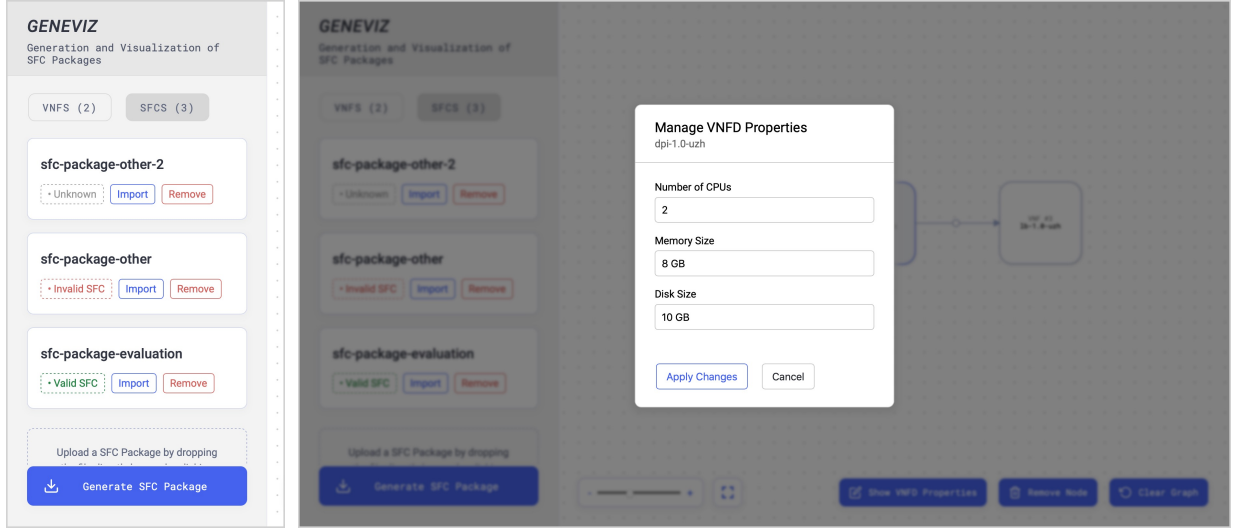 GENEVIZ
Generation and Visualization of
SFC Packages
VNFS (2)
SFCS (3)
sfc-package-other-2
• Unknown
Import
Remove
sfc-package-other
• Invalid SFC
Import
Remove
sfc-package-evaluation
• Valid SFC
Import
Remove
Upload a SFC Package by dropping
Generate SFC Package
GENEVIZ
Generation and Visualization of
SFC Packages
VNFS (2)
SFCS (3)
sfc-package-other-2
• Unknown
Import
Remove
sfc-package-other
• Invalid SFC
Import
Remove
sfc-package-evaluation
• Valid SFC
Import
Remove
Upload a SFC Package by dropping
Generate SFC Package
Manage VNFD Properties
dpi-1.0-uzh
Number of CPUs
2
Memory Size
8 GB
Disk Size
10 GB
Apply Changes
Cancel
- +
Show VNFD Properties
Remove Node
Clear Graph